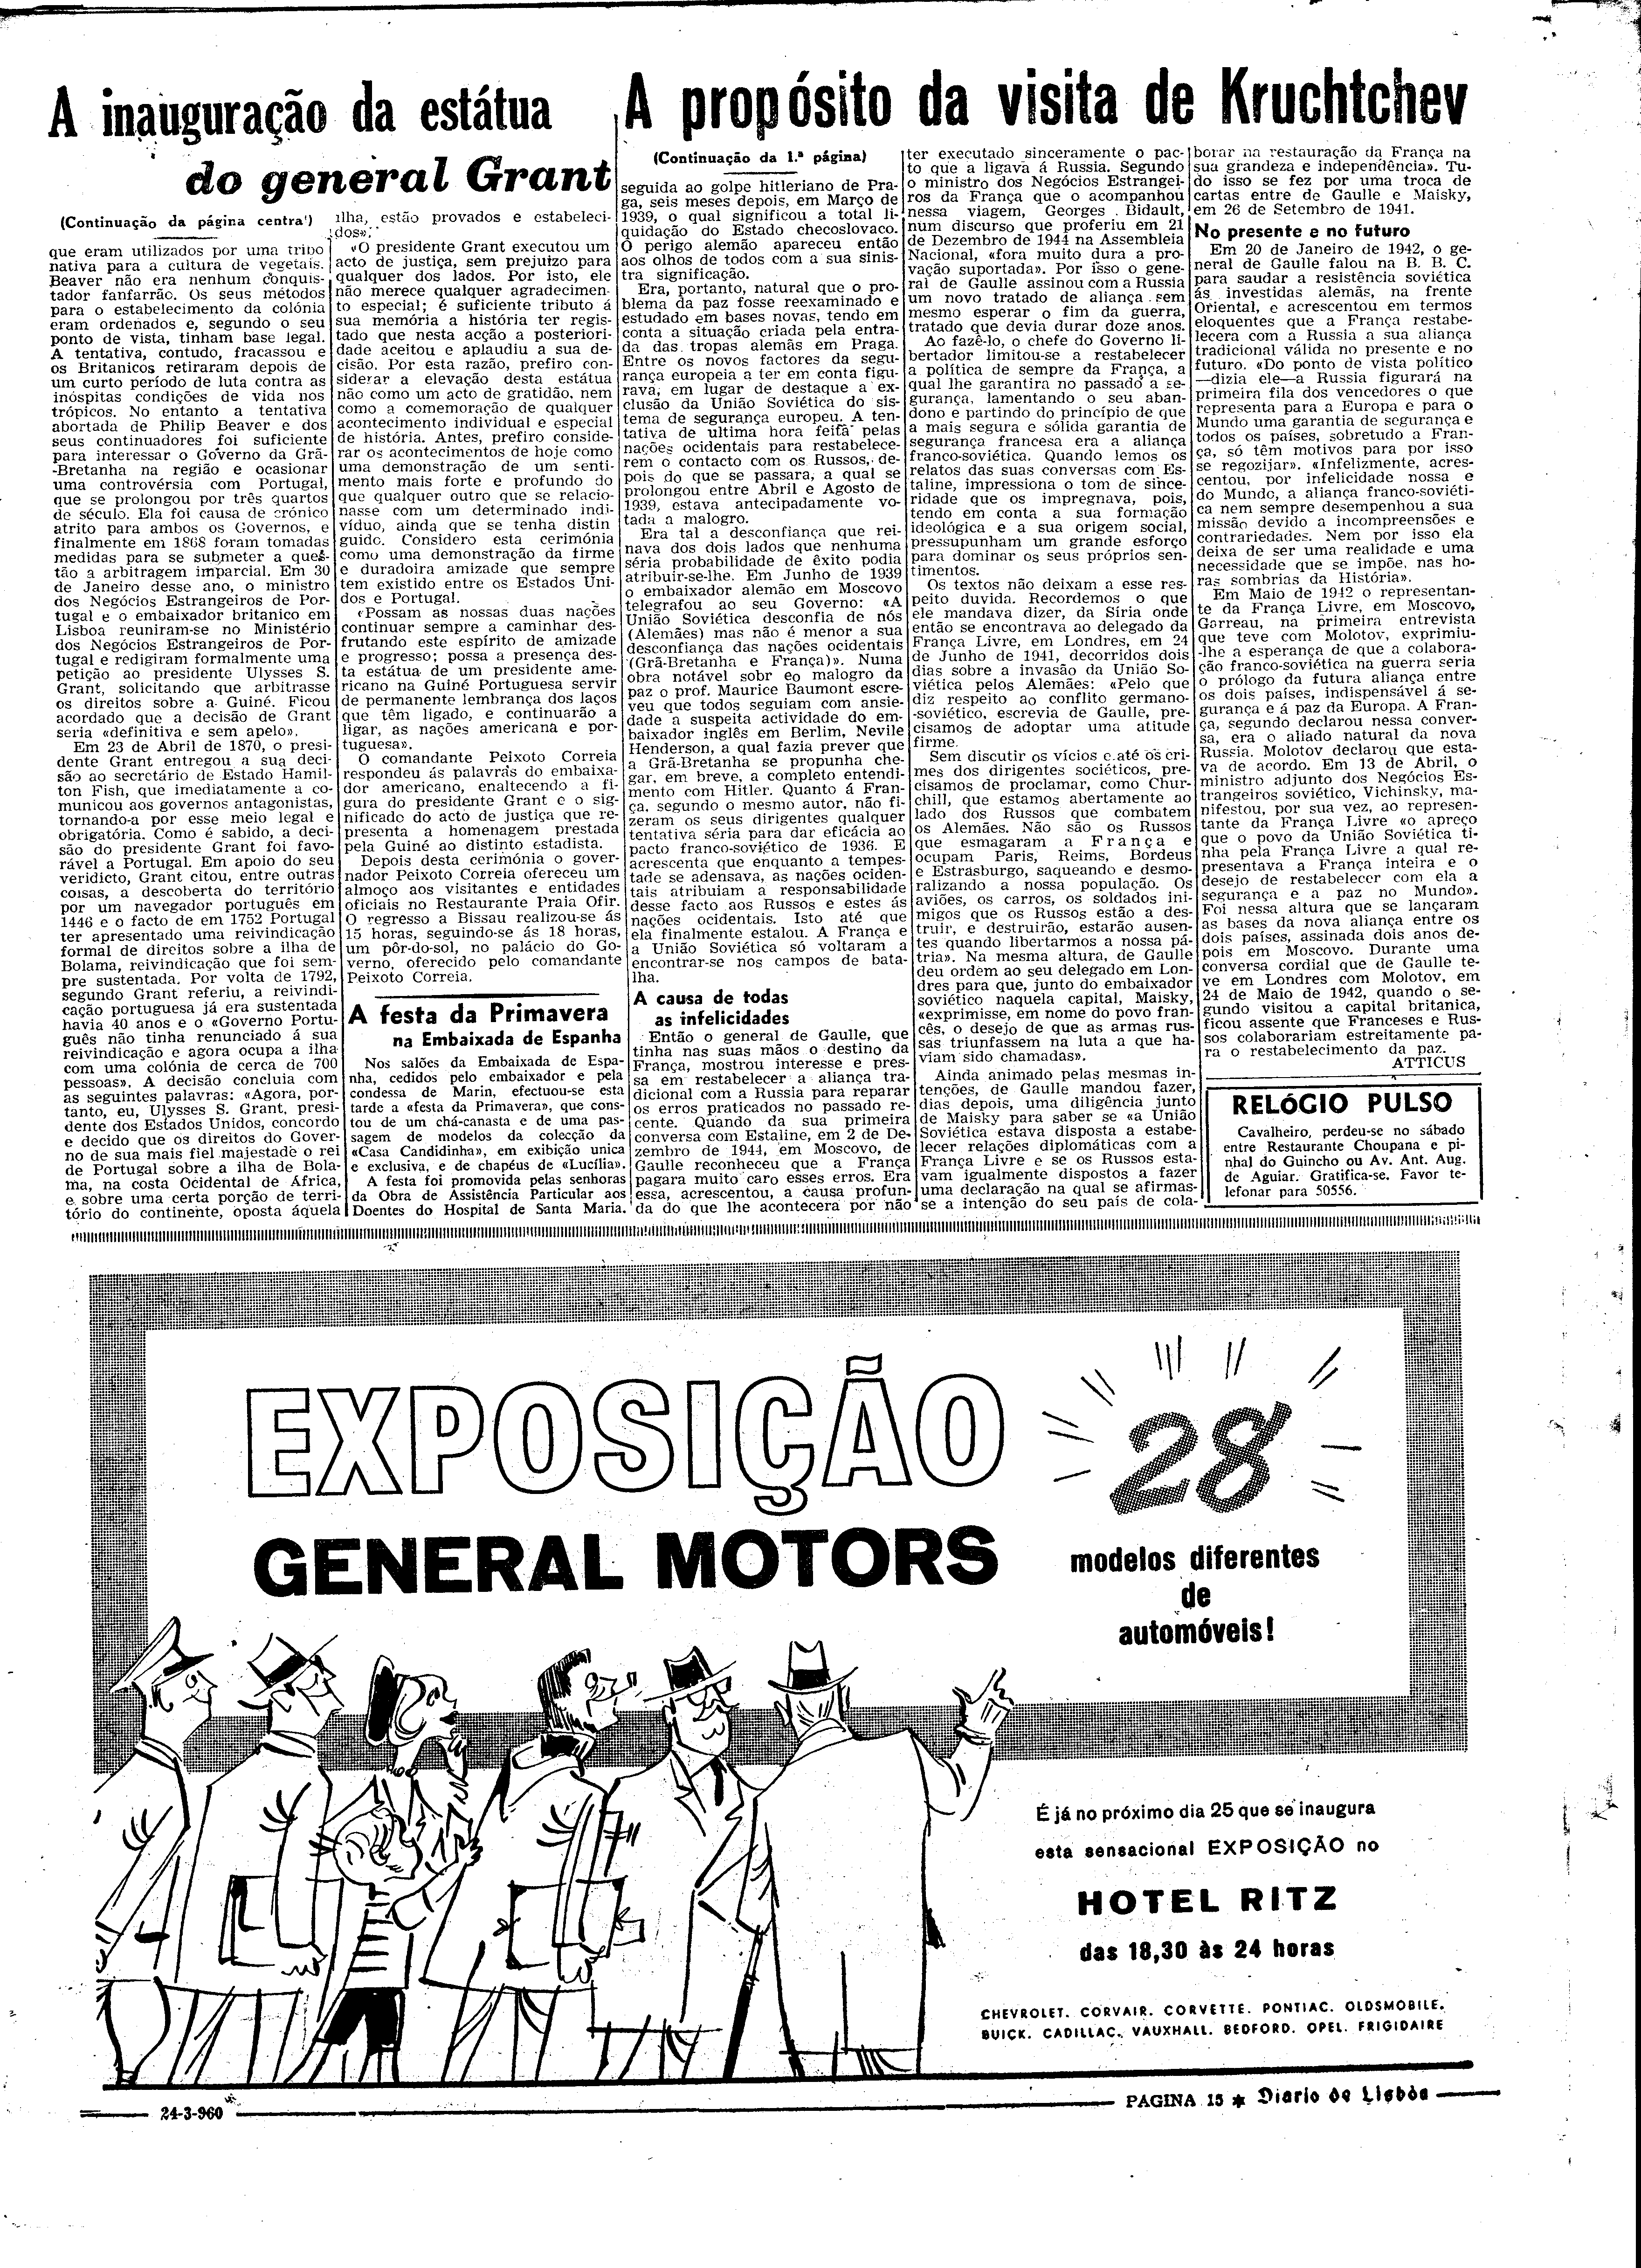 A inauguração da estátua
do general Grant
(Continuação da página centra')
que eram utilizados por uma tribo
nativa para a cultura de vegetais.
Beaver não era nenhum conquis-
tador fanfarrão. Os seus métodos
para o estabelecimento da colónia
eram ordenados e, segundo o seu
ponto de vista, tinham base legal.
A tentativa, contudo, fracassou e
os Britanicos retiraram depois de
um curto período de luta contra as
inóspitas condições de vida nos
trópicos. No entanto a tentativa
abortada de Philip Beaver e dos
seus continuadores foi suficiente
para interessar o Governo da Grã-
-Bretanha na região e ocasionar
uma controvérsia com Portugal,
que se prolongou por três quartos
de século. Ela foi causa de crónico
atrito para ambos os Governos, e
finalmente em 1868 foram tomadas
medidas para se submeter a ques-
tão a arbitragem imparcial. Em 30
de Janeiro desse ano, o ministro
dos Negócios Estrangeiros de Por-
tugal e o embaixador britanico em
Lisboa reuniram-se no Ministério
dos Negócios Estrangeiros de Por-
tugal e redigiram formalmente uma
petição ao presidente Ulysses S.
Grant, solicitando que arbitrasse
os direitos sobre a Guiné. Ficou
acordado que a decisão de Grant
seria «definitiva e sem apelo».
Em 23 de Abril de 1870, o presi-
dente Grant entregou a sua deci-
são ao secretário de Estado Hamil-
ton Fish, que imediatamente a co-
municou aos governos antagonistas,
tornando-a por esse meio legal e
obrigatória. Como é sabido, a deci-
são do presidente Grant foi favo-
rável a Portugal. Em apoio do seu
veridicto, Grant citou, entre outras
coisas, a descoberta do território
por um navegador português em
1446 e o facto de em 1752 Portugal
ter apresentado uma reivindicação
formal de direitos sobre a ilha de
Bolama, reivindicação que foi sem-
pre sustentada. Por volta de 1792,
segundo Grant referiu, a reivindi-
cação portuguesa já era sustentada
havia 40 anos e o «Governo Portu-
guês não tinha renunciado á sua
reivindicação e agora ocupa a ilha
com uma colónia de cerca de 700
pessoas». A decisão concluia com
as seguintes palavras: «Agora, por-
tanto, eu, Ulysses S. Grant, presi-
dente dos Estados Unidos, concordo
e decido que os direitos do Gover-
no de sua mais fiel majestade o rei
de Portugal sobre a ilha de Bola-
ma, na costa Ocidental de África,
e sobre uma certa porção de terri-
tório do continente, oposta áquela
ilha, estão provados e estabeleci-
dos»;
«O presidente Grant executou um
acto de justiça, sem prejuizo para
qualquer dos lados. Por isto, ele
não merece qualquer agradecimen-
to especial; é suficiente tributo á
sua memória a história ter regis-
tado que nesta acção a posteriori-
dade aceitou e aplaudiu a sua de-
cisão. Por esta razão, prefiro con-
siderar a elevação desta estátua
não como um acto de gratidão, nem
como a comemoração de qualquer
acontecimento individual e especial
de história. Antes, prefiro conside-
rar os acontecimentos de hoje como
uma demonstração de um senti-
mento mais forte e profundo do
que qualquer outro que se relacio-
nasse com um determinado indi-
víduo, ainda que se tenha distin
guido. Considero esta cerimónia
como uma demonstração da firme
e duradoira amizade que sempre
tem existido entre os Estados Uni-
dos e Portugal.
«Possam as nossas duas nações
continuar sempre a caminhar des-
frutando este espírito de amizade
e progresso; possa a presença des-
ta estátua de um presidente ame-
ricano na Guiné Portuguesa servir
de permanente lembrança dos laços
que têm ligado, e continuarão a
ligar, as nações americana e por-
tuguesa».
O comandante Peixoto Correia
respondeu ás palavras do embaixa-
dor americano, enaltecendo a fi-
gura do presidente Grant e o sig-
nificado do acto de justiça que re-
presenta a homenagem prestada
pela Guiné ao distinto estadista.
Depois desta cerimónia o gover-
nador Peixoto Correia ofereceu um
almoço aos visitantes e entidades
oficiais no Restaurante Praia Ofir.
O regresso a Bissau realizou-se ás
15 horas, seguindo-se ás 18 horas,
um pôr-do-sol, no palácio do Go-
verno, oferecido pelo comandante
Peixoto Correia.
A festa da Primavera
na Embaixada de Espanha
Nos salões da Embaixada de Espa-
nha, cedidos pelo embaixador e pela
condessa de Marin, efectuou-se esta
tarde a «festa da Primavera», que cons-
tou de um chá-canasta e de uma pas-
sagem de modelos da colecção da
«Casa Candidinha», em exibição unica
e exclusiva, e de chapéus de «Lucília».
A festa foi promovida pelas senhoras
da Obra de Assistência Particular aos
Doentes do Hospital de Santa Maria.
A propósito da visita de Kruchtchev
(Continuação da 1.ª página)
seguida ao golpe hitleriano de Pra-
ga, seis meses depois, em Março de
1939, o qual significou a total li-
quidação do Estado checoslovaco.
O perigo alemão apareceu então
aos olhos de todos com a sua sinis-
tra significação.
Era, portanto, natural que o pro-
blema da paz fosse reexaminado e
estudado em bases novas, tendo em
conta a situação criada pela entra-
da das tropas alemãs em Praga.
Entre os novos factores da segu-
rança europeia a ter em conta figu-
rava, em lugar de destaque a ex-
clusão da União Soviética do sis-
tema de segurança europeu. A ten-
tativa de ultima hora feita pelas
nações ocidentais para restabelece-
rem o contacto com os Russos, de-
pois do que se passara, a qual se
prolongou entre Abril e Agosto de
1939, estava antecipadamente vo-
tada a malogro.
Era tal a desconfiança que rei-
nava dos dois lados que nenhuma
séria probabilidade de êxito podia
atribuir-se-lhe. Em Junho de 1939
o embaixador alemão em Moscovo
telegrafou ao seu Governo: «A
União Soviética desconfia de nós
(Alemães) mas não é menor a sua
desconfiança das nações ocidentais
(Grã-Bretanha e França)». Numa
obra notável sobr eo malogro da
paz o prof. Maurice Baumont escre-
veu que todos seguiam com ansie-
dade a suspeita actividade do em-
baixador inglês em Berlim, Nevile
Henderson, a qual fazia prever que
a Grã-Bretanha se propunha che-
gar, em breve, a completo entendi-
mento com Hitler. Quanto á Fran-
ça, segundo o mesmo autor, não fi-
zeram os seus dirigentes qualquer
tentativa séria para dar eficácia ao
pacto franco-soviético de 1936. E
acrescenta que enquanto a tempes-
tade se adensava, as nações ociden-
tais atribuiam a responsabilidade
desse facto aos Russos e estes ás
nações ocidentais. Isto até que
ela finalmente estalou. A França e
a União Soviética só voltaram a
encontrar-se nos campos de bata-
lha.
A causa de todas
as infelicidades
Então o general de Gaulle, que
tinha nas suas mãos o destino da
França, mostrou interesse e pres-
sa em restabelecer a aliança tra-
dicional com a Russia para reparar
os erros praticados no passado re-
cente. Quando da sua primeira
conversa com Estaline, em 2 de De-
zembro de 1944, em Moscovo, de
Gaulle reconheceu que a França
pagara muito caro esses erros. Era
essa, acrescentou, a causa profun-
da do que lhe acontecera por não
ter executado sinceramente o pac-
to que a ligava á Russia. Segundo
o ministro dos Negócios Estrangei-
ros da França que o acompanhou
nessa viagem, Georges Bidault,
num discurso que proferiu em 21
de Dezembro de 1944 na Assembleia
Nacional, «fora muito dura a pro-
vação suportada». Por isso o gene-
ral de Gaulle assinou com a Russia
um novo tratado de aliança sem
mesmo esperar o fim da guerra,
tratado que devia durar doze anos.
Ao fazê-lo, o chefe do Governo li-
bertador limitou-se a restabelecer
a política de sempre da França, a
qual lhe garantira no passado a se-
gurança, lamentando o seu aban-
dono e partindo do princípio de que
a mais segura e sólida garantia de
segurança francesa era a aliança
franco-soviética. Quando lemos os
relatos das suas conversas com Es-
taline, impressiona o tom de since-
ridade que os impregnava, pois,
tendo em conta a sua formação
ideológica e a sua origem social,
pressupunham um grande esforço
para dominar os seus próprios sen-
timentos.
Os textos não deixam a esse res-
peito duvida. Recordemos o que
ele mandava dizer, da Síria onde
então se encontrava ao delegado da
França Livre, em Londres, em 24
de Junho de 1941, decorridos dois
dias sobre a invasão da União So-
viética pelos Alemães: «Pelo que
diz respeito ao conflito germano-
-soviético, escrevia de Gaulle, pre-
cisamos de adoptar uma atitude
firme.
Sem discutir os vícios e até os cri-
mes dos dirigentes sociéticos, pre-
cisamos de proclamar, como Chur-
chill, que estamos abertamente ao
lado dos Russos que combatem
os Alemães. Não são os Russos
que esmagaram a França e
ocupam Paris, Reims, Bordeus
e Estrasburgo, saqueando e desmo-
ralizando a nossa população. Os
aviões, os carros, os soldados ini-
migos que os Russos estão a des-
truir, e destruirão, estarão ausen-
tes quando libertarmos a nossa pá-
tria». Na mesma altura, de Gaulle
deu ordem ao seu delegado em Lon-
dres para que, junto do embaixador
soviético naquela capital, Maisky,
«exprimisse, em nome do povo fran-
cês, o desejo de que as armas rus-
sas triunfassem na luta a que ha-
viam sido chamadas».
Ainda animado pelas mesmas in-
tenções, de Gaulle mandou fazer,
dias depois, uma diligência junto
de Maisky para saber se «a União
Soviética estava disposta a estabe-
lecer relações diplomáticas com a
França Livre e se os Russos esta-
vam igualmente dispostos a fazer
uma declaração na qual se afirmas-
se a intenção do seu país de cola-
borar na restauração da França na
sua grandeza e independência». Tu-
do isso se fez por uma troca de
cartas entre de Gaulle e Maisky,
em 26 de Setembro de 1941.
No presente e no futuro
Em 20 de Janeiro de 1942, o ge-
neral de Gaulle falou na B. B. C.
para saudar a resistência soviética
ás investidas alemãs, na frente
Oriental, e acrescentou em termos
eloquentes que a França restabe-
lecera com a Russia a sua aliança
tradicional válida no presente e no
futuro. «Do ponto de vista político
—dizia ele—a Russia figurará na
primeira fila dos vencedores o que
representa para a Europa e para o
Mundo uma garantia de segurança e
todos os países, sobretudo a Fran-
ça, só têm motivos para por isso
se regozijar». «Infelizmente, acres-
centou, por infelicidade nossa e
do Mundo, a aliança franco-soviéti-
ca nem sempre desempenhou a sua
missão devido a incompreensões e
contrariedades. Nem por isso ela
deixa de ser uma realidade e uma
necessidade que se impõe, nas ho-
ras sombrias da História».
Em Maio de 1942 o representan-
te da França Livre, em Moscovo,
Garreau, na primeira entrevista
que teve com Molotov, exprimiu-
-lhe a esperança de que a colabora-
ção franco-soviética na guerra seria
o prólogo da futura aliança entre
os dois países, indispensável á se-
gurança e á paz da Europa. A Fran-
ça, segundo declarou nessa conver-
sa, era o aliado natural da nova
Russia. Molotov declarou que esta-
va de acordo. Em 13 de Abril, o
ministro adjunto dos Negócios Es-
trangeiros soviético, Vichinsky, ma-
nifestou, por sua vez, ao represen-
tante da França Livre «o apreço
que o povo da União Soviética ti-
nha pela França Livre a qual re-
presentava a França inteira e o
desejo de restabelecer com ela a
segurança e a paz no Mundo».
Foi nessa altura que se lançaram
as bases da nova aliança entre os
dois países, assinada dois anos de-
pois em Moscovo. Durante uma
conversa cordial que de Gaulle te-
ve em Londres com Molotov, em
24 de Maio de 1942, quando o se-
gundo visitou a capital britanica,
ficou assente que Franceses e Rus-
sos colaborariam estreitamente pa-
ra o restabelecimento da paz.
ATTICUS
RELÓGIO PULSO
Cavalheiro, perdeu-se no sábado
entre Restaurante Choupana e pi-
nhal do Guincho ou Av. Ant. Aug.
de Aguiar. Gratifica-se. Favor te-
lefonar para 50556.
EXPOSIÇÃO
GENERAL MOTORS
28
modelos diferentes
de
automóveis!
É já no próximo dia 25 que se inaugura
esta sensacional EXPOSIÇÃO no
HOTEL RITZ
das 18,30 às 24 horas
CHEVROLET. CORVAIR. CORVETTE. PONTIAC. OLDSMOBILE.
BUICK. CADILLAC. VAUXHALL. BEDFORD. OPEL. FRIGIDAIRE
24-3-960
PAGINA 15 * Diario de Lisbôa